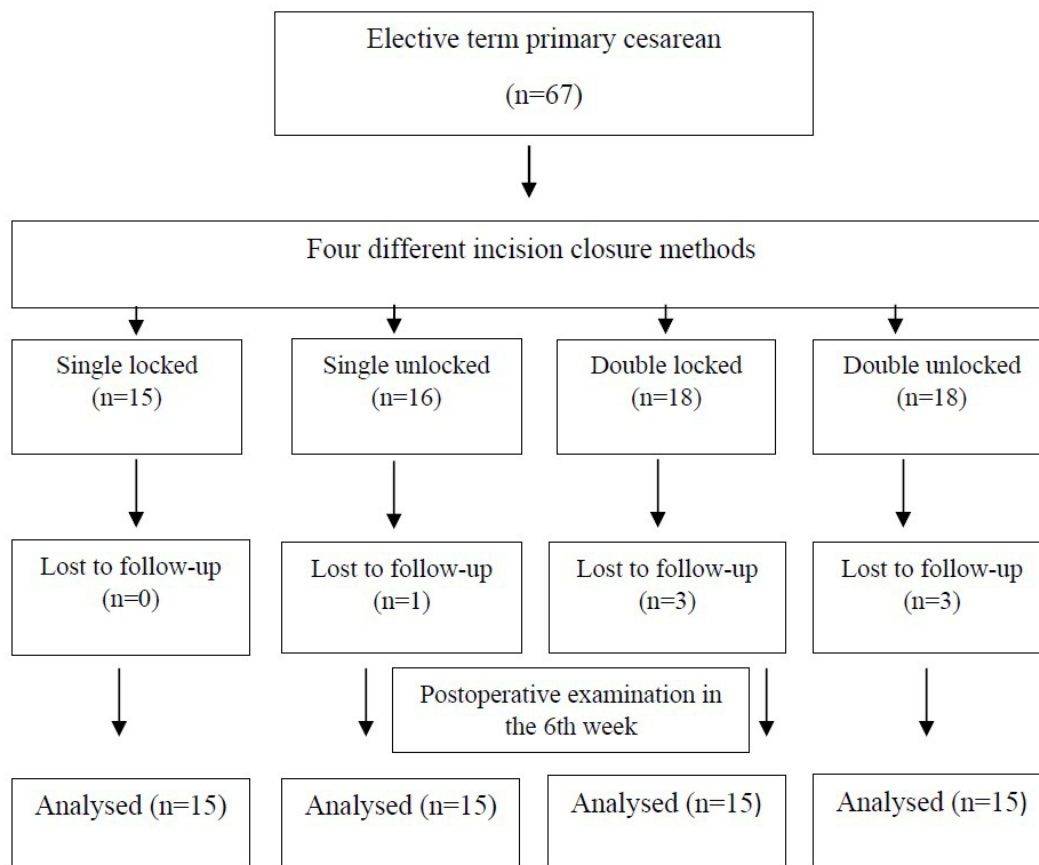 Elective term primary cesarean
(n=67)
Four different incision closure methods
Single locked
(n=15)
Single unlocked
(n=16)
Double locked
(n=18)
Double unlocked
(n=18)
Lost to follow-up
(n=0)
Lost to follow-up
(n=1)
Lost to follow-up
(n=3)
Lost to follow-up
(n=3)
Postoperative examination in
the 6th week
Analysed (n=15)
Analysed (n=15)
Analysed (n=15)
Analysed (n=15)